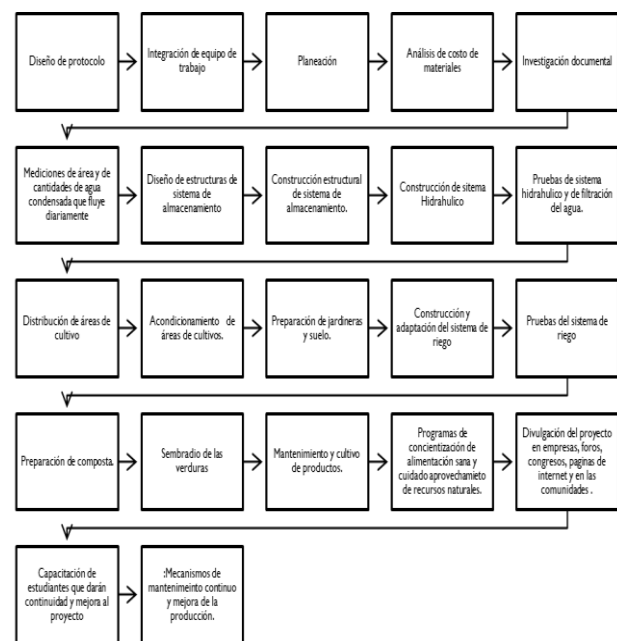 Diseño de protocolo
Integración de equipo de
trabajo
Planeación
Análisis de costo de
materiales
Investigación documental
Mediciones de área y de
cantidades de agua
condensada que fluye
diariamente
Diseño de estructuras de
sistema de
almacenamiento
Construcción estructural
de sistema de
almacenamiento.
Construcción de sitema
Hidrahulico
Pruebas de sistema
hidrahulico y de filtración
del agua.
Distribución de áreas de
cultivo
Acondicionamiento de
áreas de cultivos.
Preparación de jardineras
y suelo.
Construcción y
adaptación del sistema de
riego
Pruebas del sistema de
riego
Preparación de composta.
Sembradio de las
verduras
Mantenimiento y cultivo
de productos.
Programas de
concientización de
alimentación sana y
cuidado aprovechamieto
de recursos naturales.
Divulgación del proyecto
en empresas, foros,
congresos, paginas de
internet y en las
comunidades .
Capacitación de
estudiantes que darán
continuidad y mejora al
proyecto
:Mecanismos de
mantenimeinto continuo
y mejora de la
producción.